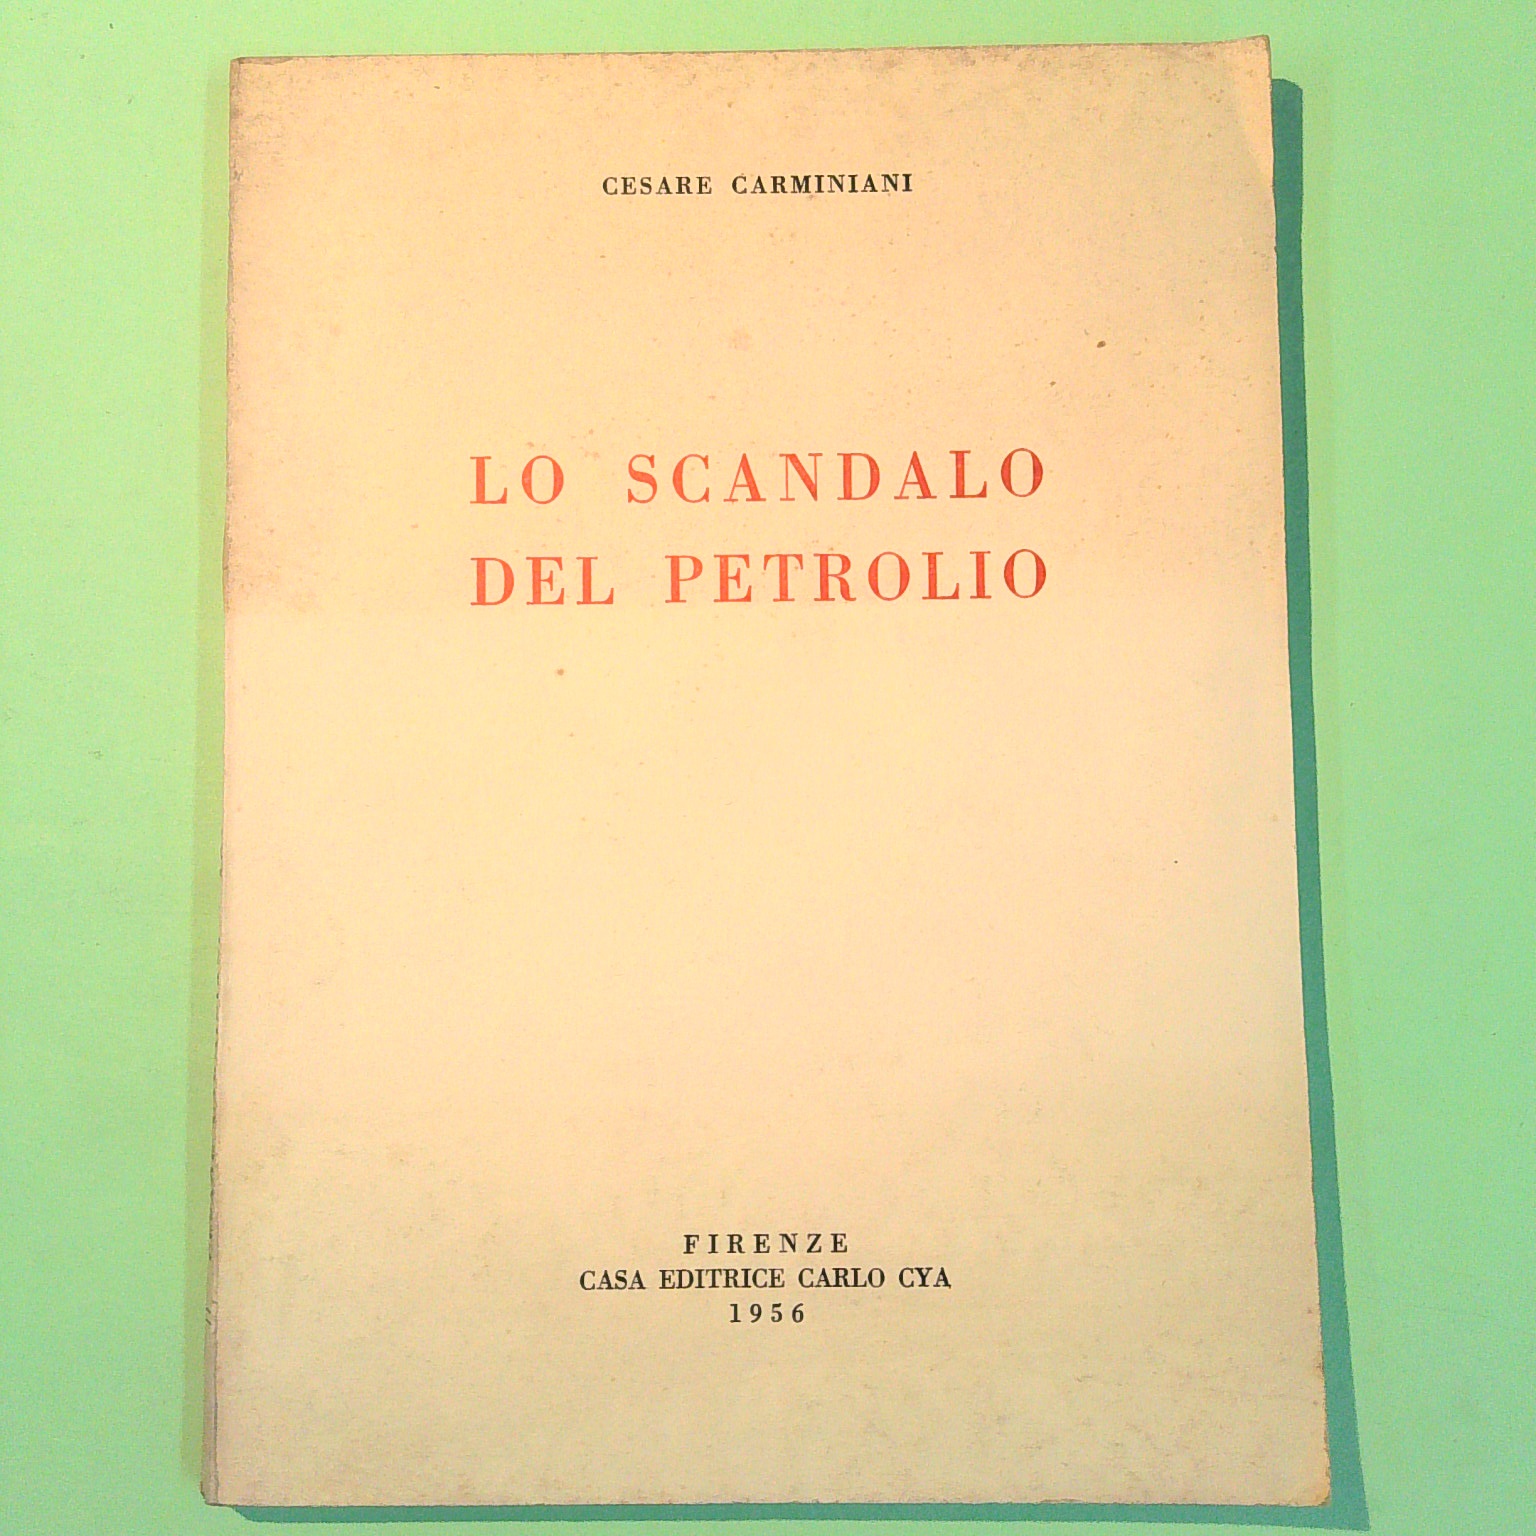 CESARE CARMINIANI
LO SCANDALO
DEL PETROLIO
FIRENZE
CASA EDITRICE CARLO CYA
1956